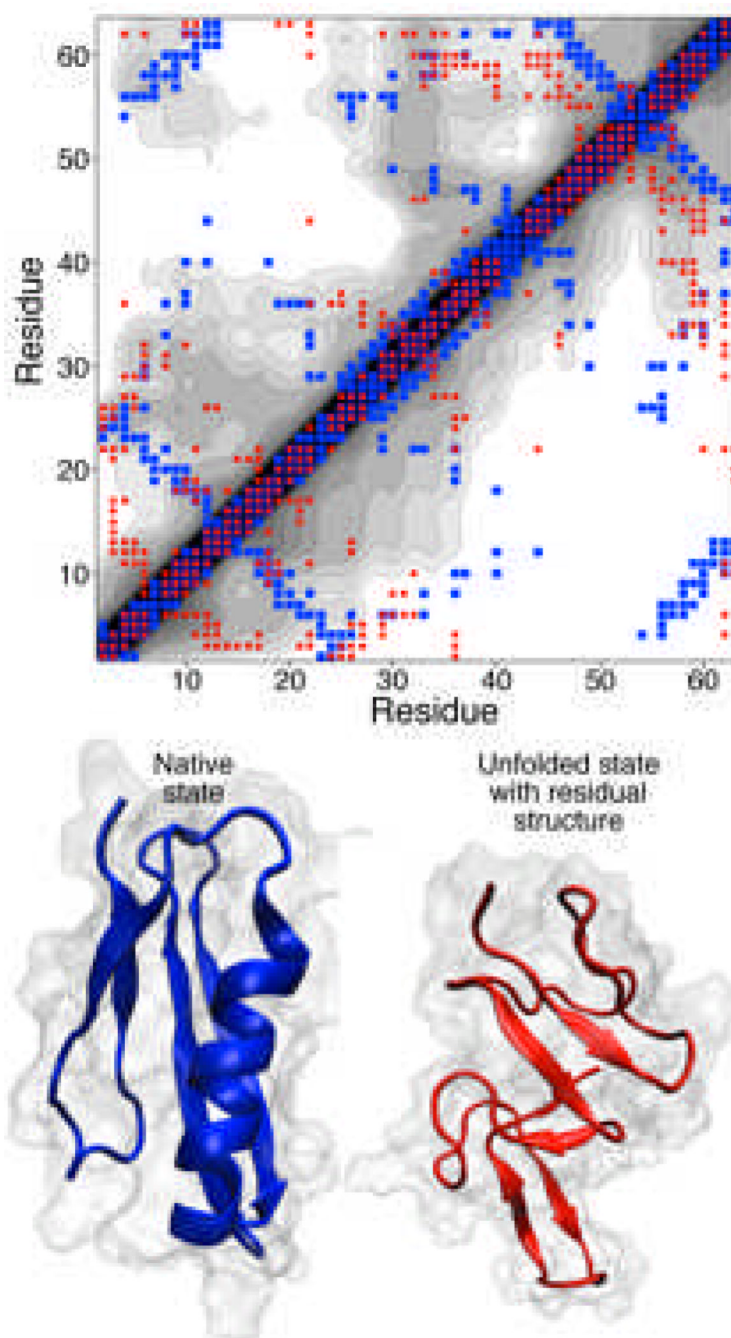 60
50
40
30
20
10
Residue
10 20 30 40 50 60
Residue
Native
state
Unfolded state
with residual
structure